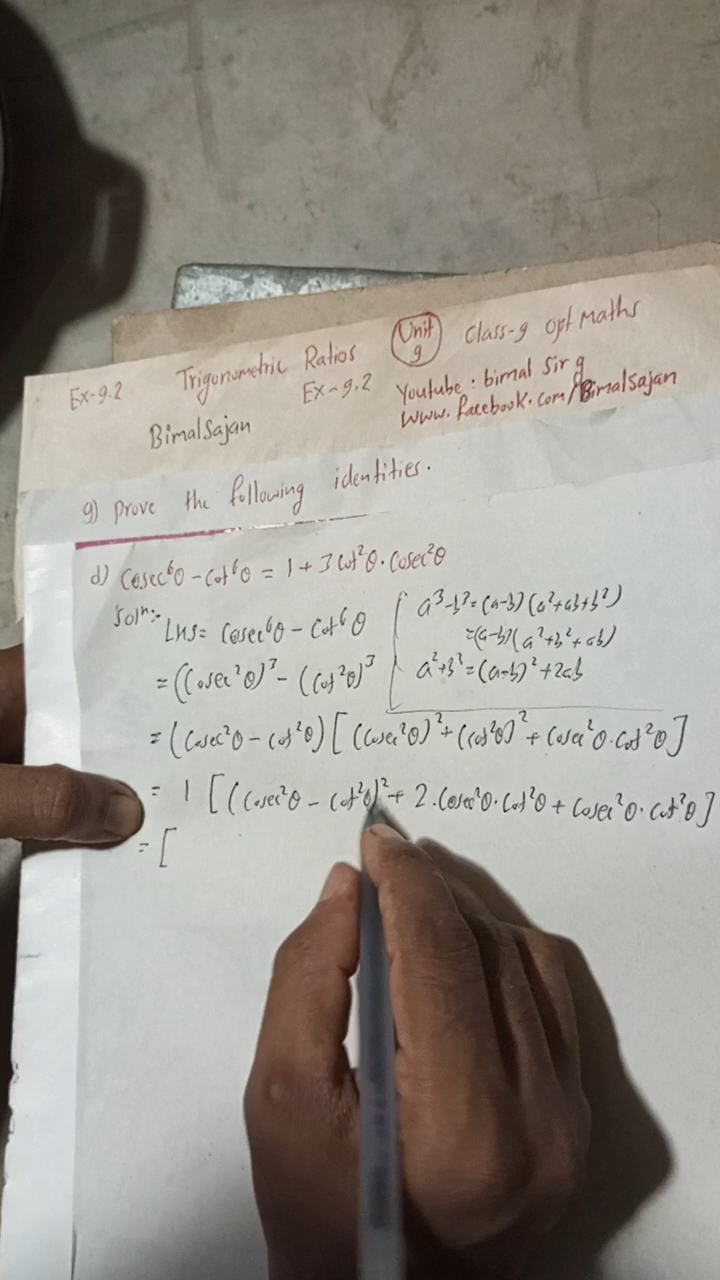 Ex-9.2 Trigonometric Ratios Unit 9 Class-9 Opt Maths
Ex-9.2 Youtube : bimal Sir g
BimalSajan www.facebook.com/Bimalsajan
9) Prove the following identities.
d) Cosec⁶θ - cot⁶θ = 1 + 3 Cot²θ . Cosec²θ
Solⁿ:- LHS = Cosec⁶θ - Cot⁶θ
= (Cosec²θ)³ - (Cot²θ)³
a³-b³ = (a-b) (a²+ab+b²)
= (a-b) (a²+b²+ab)
a²+b² = (a-b)² + 2ab
= (Cosec²θ - cot²θ) [ (Cosec²θ)² + (cot²θ)² + Cosec²θ . Cot²θ ]
= 1 [ (Cosec²θ - Cot²θ)² + 2 . Cosec²θ . Cot²θ + Cosec²θ . Cot²θ ]
= [